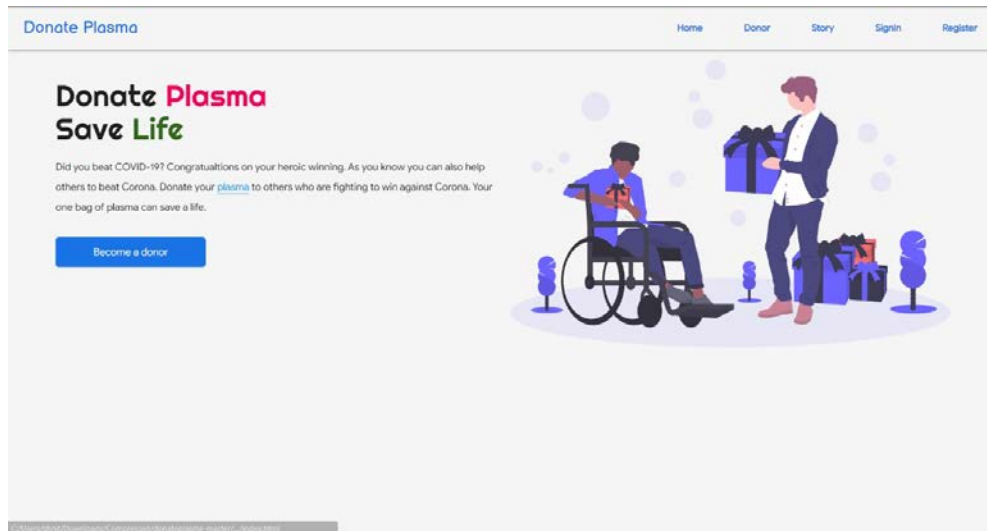 Donate Plasma
Home Donor Story SignIn Register
Donate Plasma
Save Life
Did you beat COVID-19? Congratualtions on your heroic winning. As you know you can also help
others to beat Corona. Donate your plasma to others who are fighting to win against Corona. Your
one bag of plasma can save a life.
Become a donor